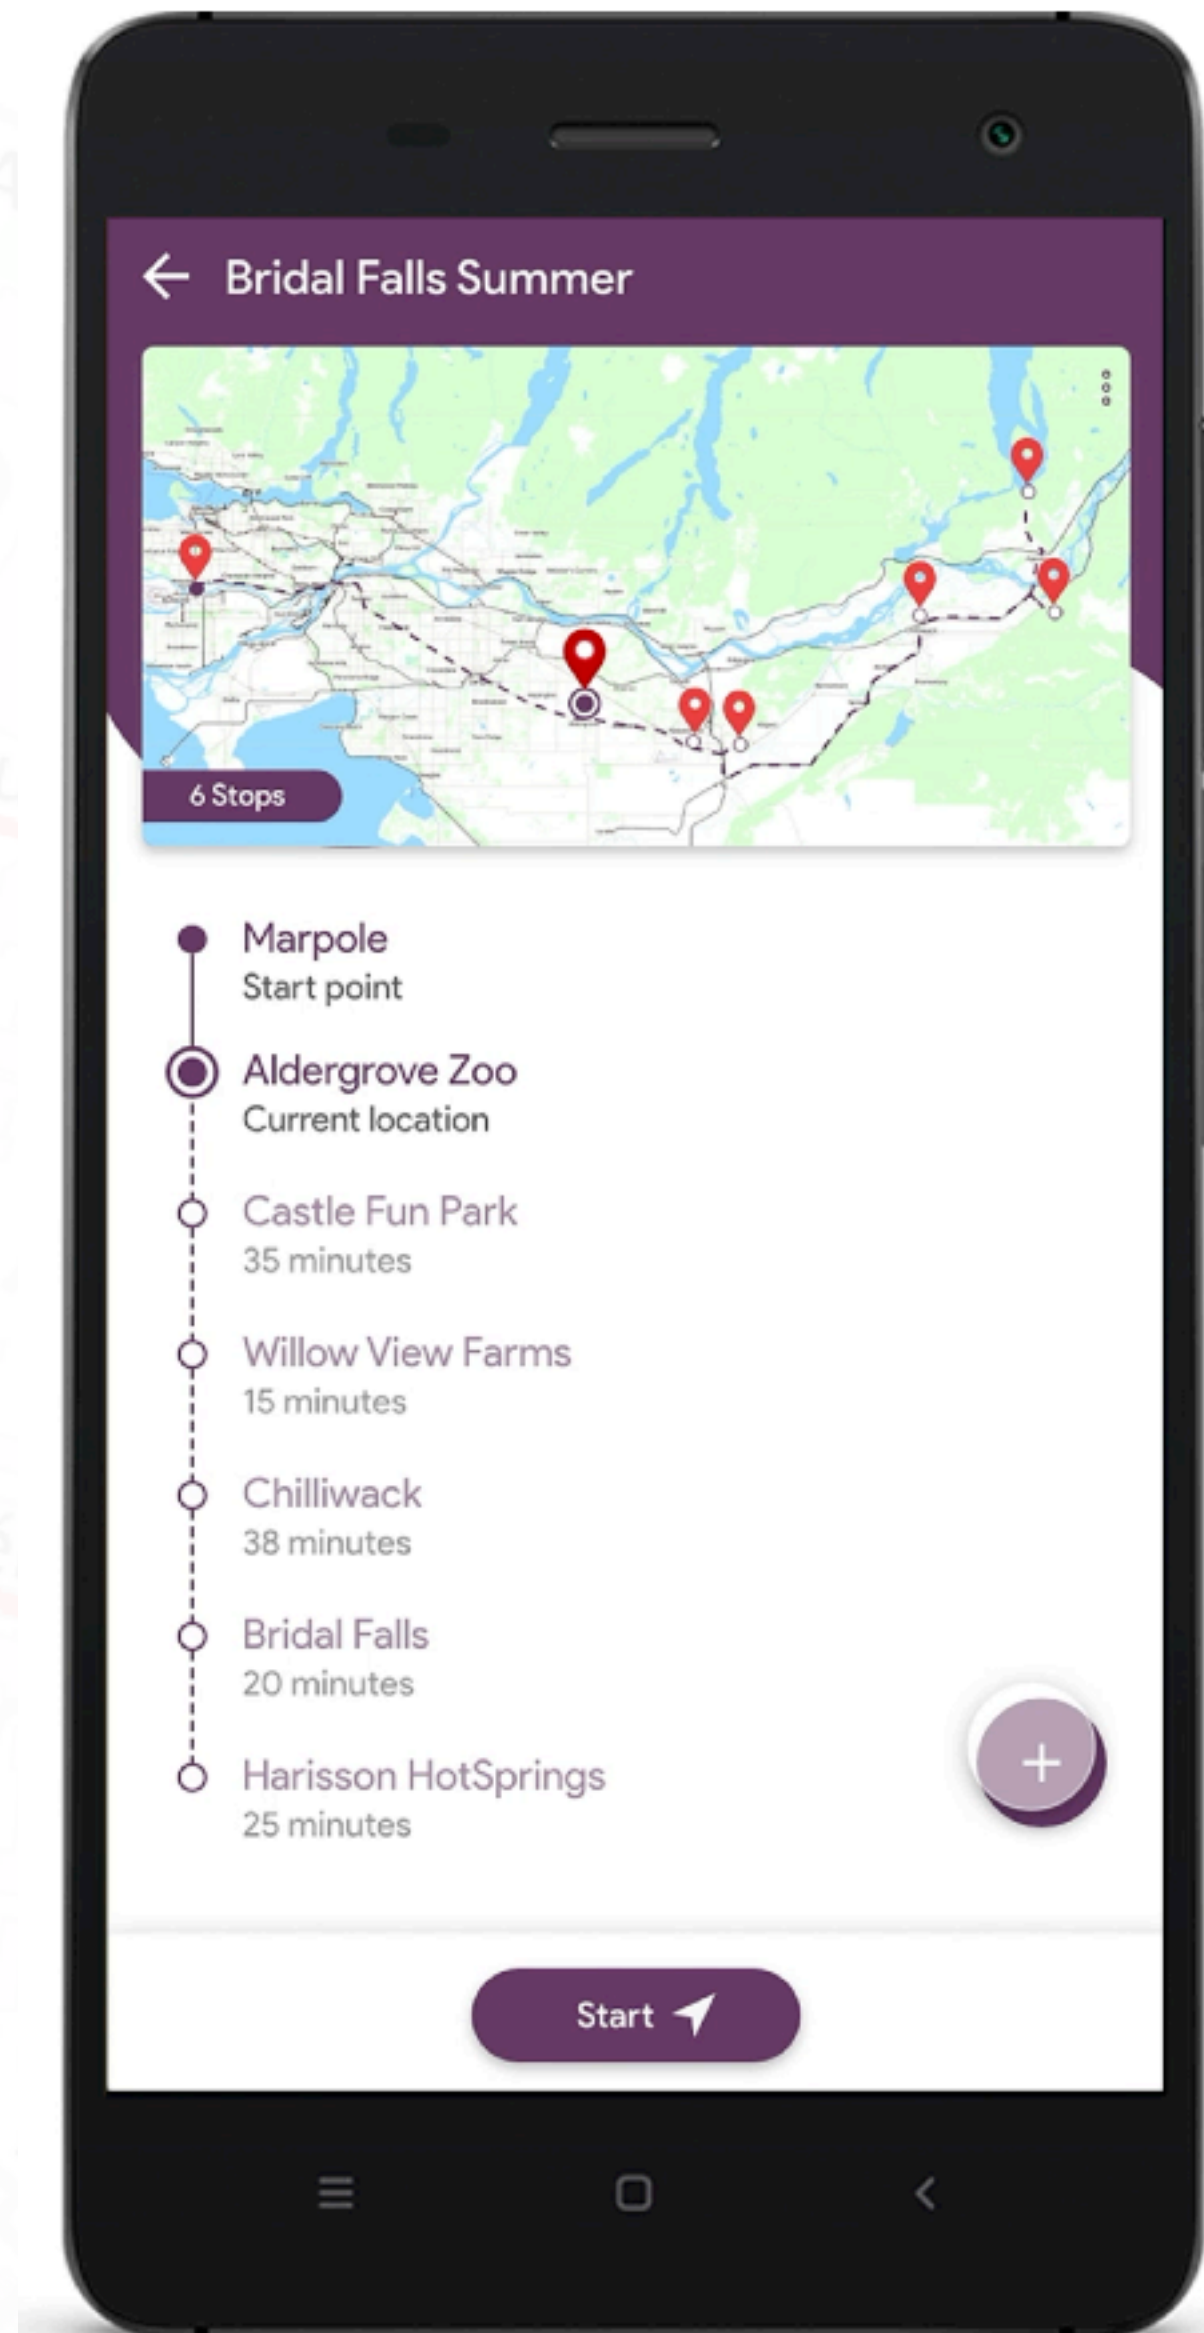 Bridal Falls Summer
6 Stops
Marpole
Start point
Aldergrove Zoo
Current location
Castle Fun Park
35 minutes
Willow View Farms
15 minutes
Chilliwack
38 minutes
Bridal Falls
20 minutes
Harisson HotSprings
25 minutes
Start